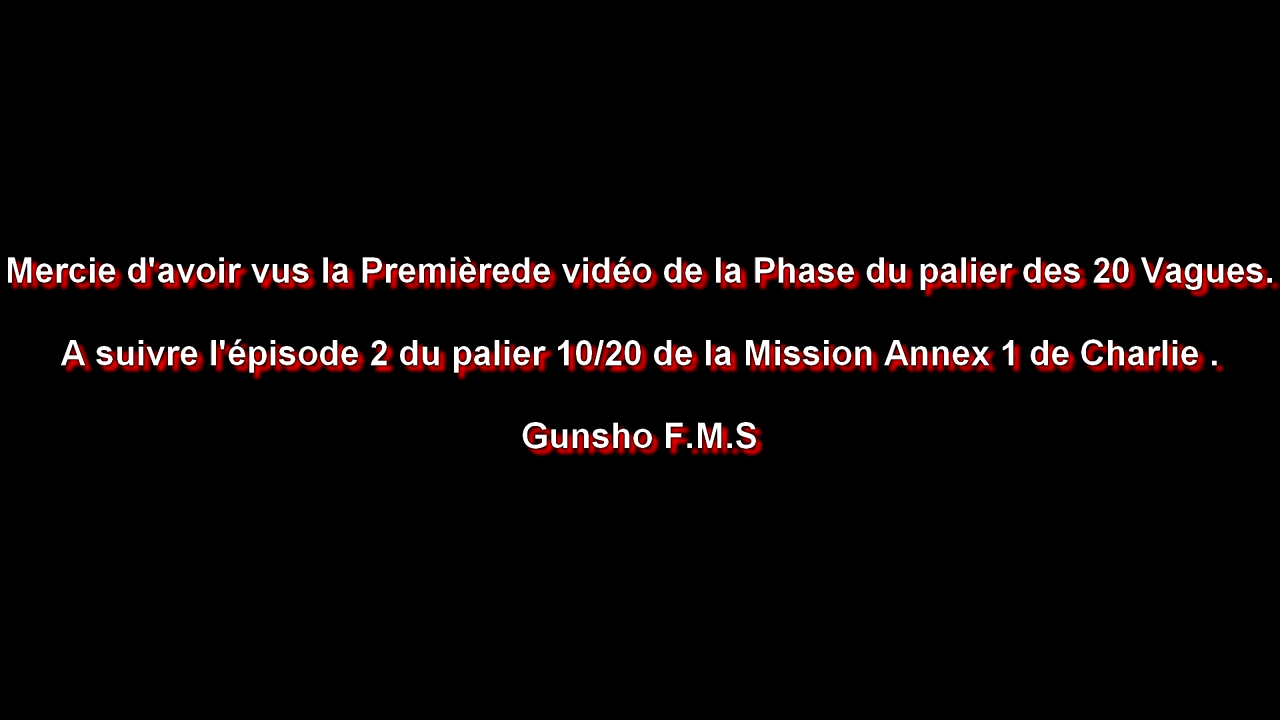 Mercie d'avoir vus la Premièrede vidéo de la Phase du palier des 20 Vagues.
A suivre l'épisode 2 du palier 10/20 de la Mission Annex 1 de Charlie .
Gunsho F.M.S